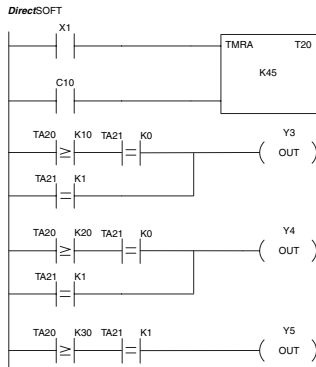 DirectSOFT
X1
TMRA T20
K45
C10
TA20 K10 TA21 K0 Y3
≥ = OUT
TA21 K1
=
TA20 K20 TA21 K0 Y4
≥ = OUT
TA21 K1
=
TA20 K30 TA21 K1 Y5
≥ = OUT